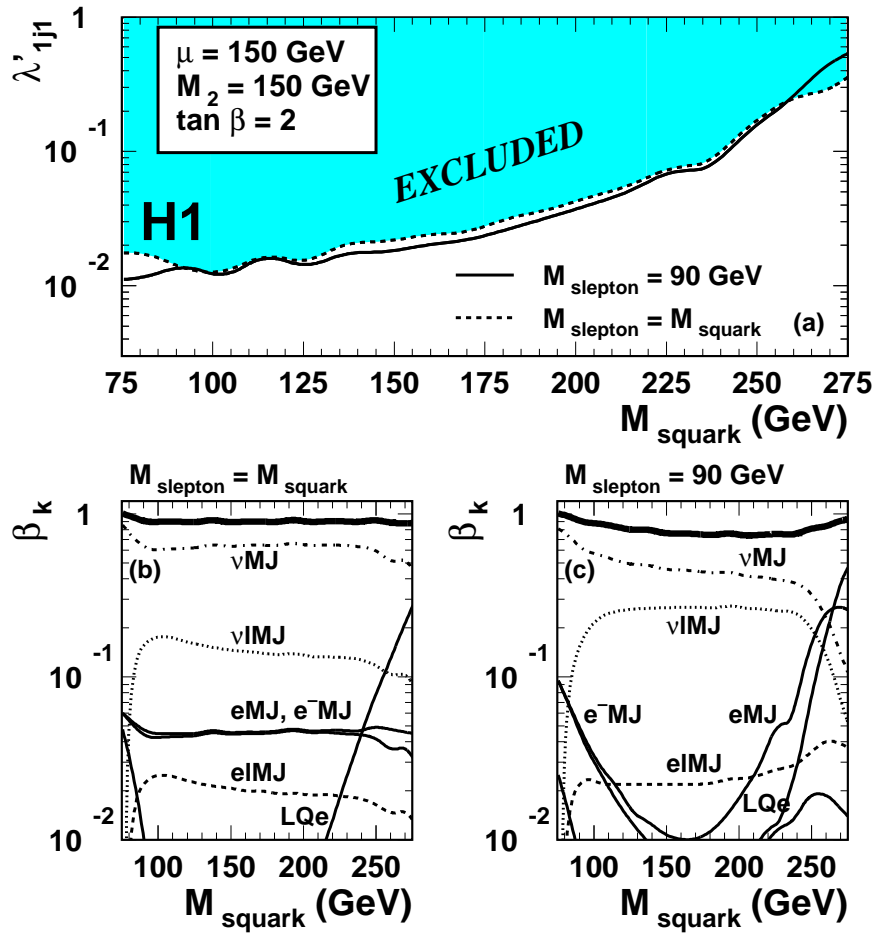 λ'1j1
1
10 -1
10 -2
μ = 150 GeV
M 2 = 150 GeV
tan β = 2
EXCLUDED
H1
M slepton = 90 GeV
M slepton = M squark
(a)
75 100 125 150 175 200 225 250 275
M squark (GeV)
M slepton = M squark
βk
1
10 -1
10 -2
(b)
νMJ
νlMJ
eMJ, e⁻MJ
elMJ
LQe
100 150 200 250
M squark (GeV)
M slepton = 90 GeV
βk
1
10 -1
10 -2
(c)
νMJ
νlMJ
e⁻MJ
eMJ
elMJ
LQe
100 150 200 250
M squark (GeV)